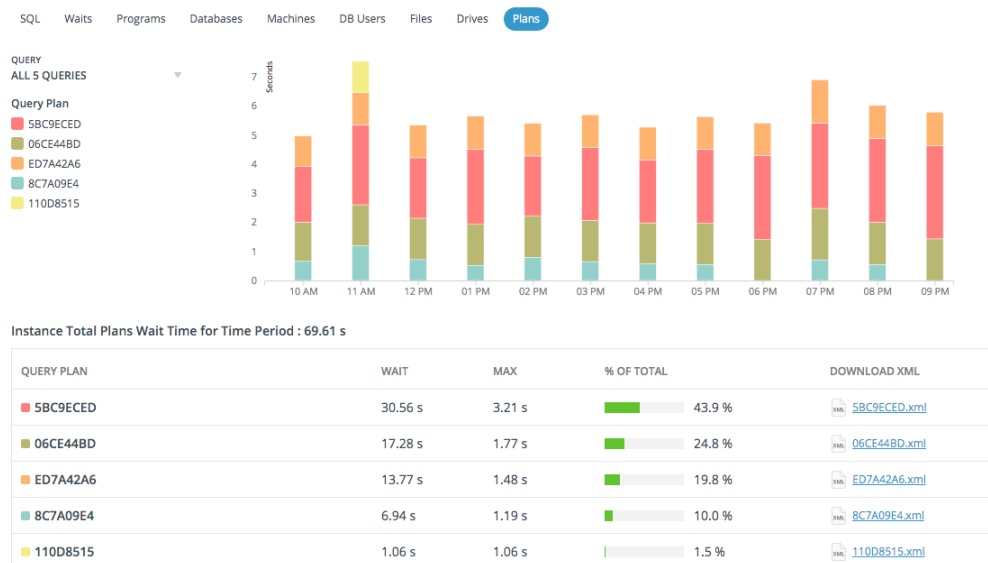 SQL Waits Programs Databases Machines DB Users Files Drives Plans
QUERY
ALL 5 QUERIES
Query Plan
5BC9ECED
06CE44BD
ED7A42A6
8C7A09E4
110D8515
Seconds
7
6
5
4
3
2
1
0
10 AM 11 AM 12 PM 01 PM 02 PM 03 PM 04 PM 05 PM 06 PM 07 PM 08 PM 09 PM
Instance Total Plans Wait Time for Time Period : 69.61 s
QUERY PLAN WAIT MAX % OF TOTAL DOWNLOAD XML
5BC9ECED 30.56 s 3.21 s 43.9 % XML 5BC9ECED.xml
06CE44BD 17.28 s 1.77 s 24.8 % XML 06CE44BD.xml
ED7A42A6 13.77 s 1.48 s 19.8 % XML ED7A42A6.xml
8C7A09E4 6.94 s 1.19 s 10.0 % XML 8C7A09E4.xml
110D8515 1.06 s 1.06 s 1.5 % XML 110D8515.xml